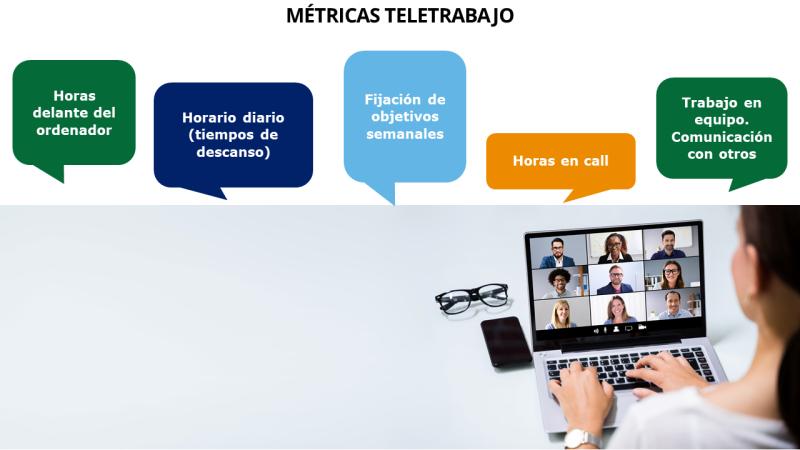 MÉTRICAS TELETRABAJO
Horas
delante del
ordenador
Horario diario
(tiempos de
descanso)
Fijación de
objetivos
semanales
Horas en call
Trabajo en
equipo.
Comunicación
con otros